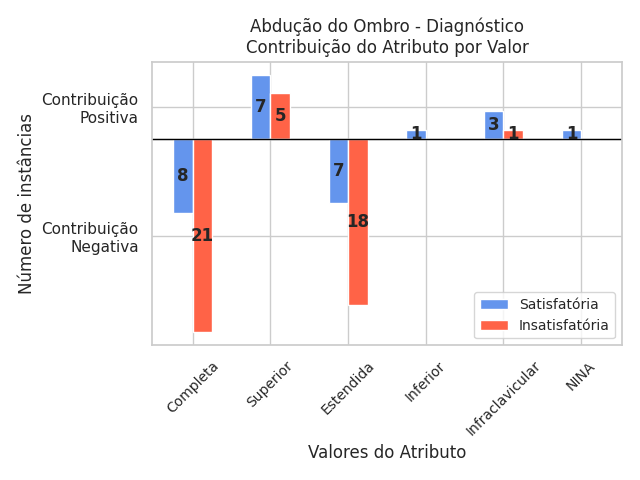 Abdução do Ombro - Diagnóstico
Contribuição do Atributo por Valor
Número de instâncias
Contribuição
Positiva
Contribuição
Negativa
8
21
7
5
7
18
1
3
1
1
Satisfatória
Insatisfatória
Completa
Superior
Estendida
Inferior
Infraclavicular
NINA
Valores do Atributo